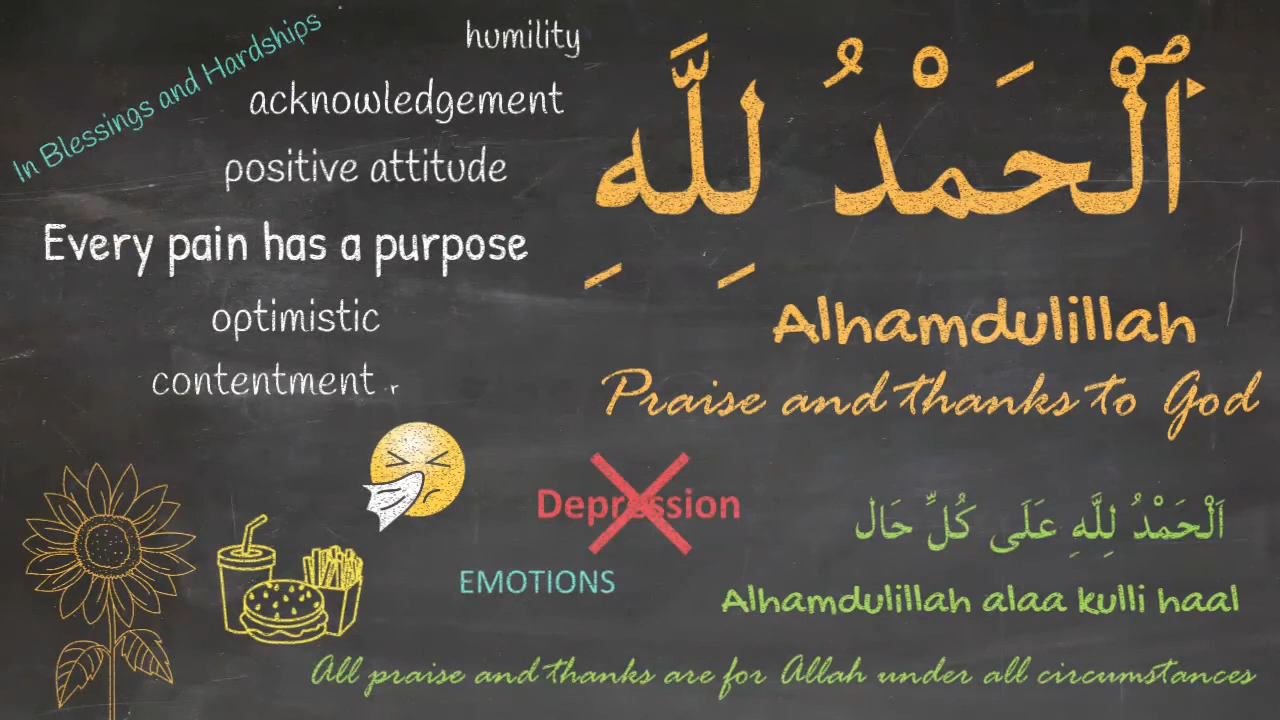 In Blessings and Hardships
humility
acknowledgement
positive attitude
Every pain has a purpose
optimistic
contentment r
ٱلْحَمْدُ لِلَّهِ
Alhamdulillah
Praise and thanks to God
Depression
EMOTIONS
اَلْحَمْدُ لِلَّهِ عَلَى كُلِّ حَال
Alhamdulillah alaa kulli haal
All praise and thanks are for Allah under all circumstances